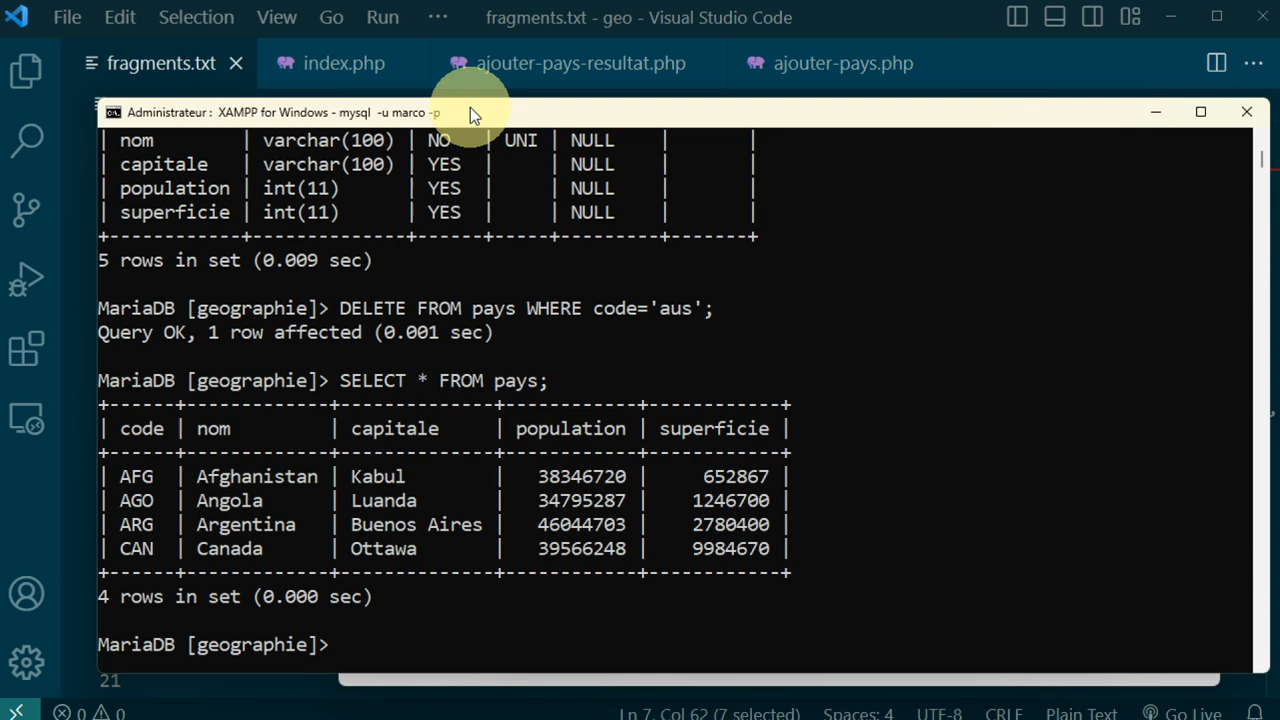 File Edit Selection View Go Run ··· fragments.txt - geo - Visual Studio Code
fragments.txt index.php ajouter-pays-resultat.php ajouter-pays.php ···
Administrateur : XAMPP for Windows - mysql -u marco -p
| nom | varchar(100) | NO | UNI | NULL | |
| capitale | varchar(100) | YES | | NULL | |
| population | int(11) | YES | | NULL | |
| superficie | int(11) | YES | | NULL | |
+------------+--------------+------+-----+---------+-------+
5 rows in set (0.009 sec)
MariaDB [geographie]> DELETE FROM pays WHERE code='aus';
Query OK, 1 row affected (0.001 sec)
MariaDB [geographie]> SELECT * FROM pays;
+------+-------------+--------------+------------+------------+
| code | nom | capitale | population | superficie |
+------+-------------+--------------+------------+------------+
| AFG | Afghanistan | Kabul | 38346720 | 652867 |
| AGO | Angola | Luanda | 34795287 | 1246700 |
| ARG | Argentina | Buenos Aires | 46044703 | 2780400 |
| CAN | Canada | Ottawa | 39566248 | 9984670 |
+------+-------------+--------------+------------+------------+
4 rows in set (0.000 sec)
MariaDB [geographie]>
21
0 0 Ln 7, Col 62 (7 selected) Spaces: 4 UTF-8 CRLF Plain Text Go Live